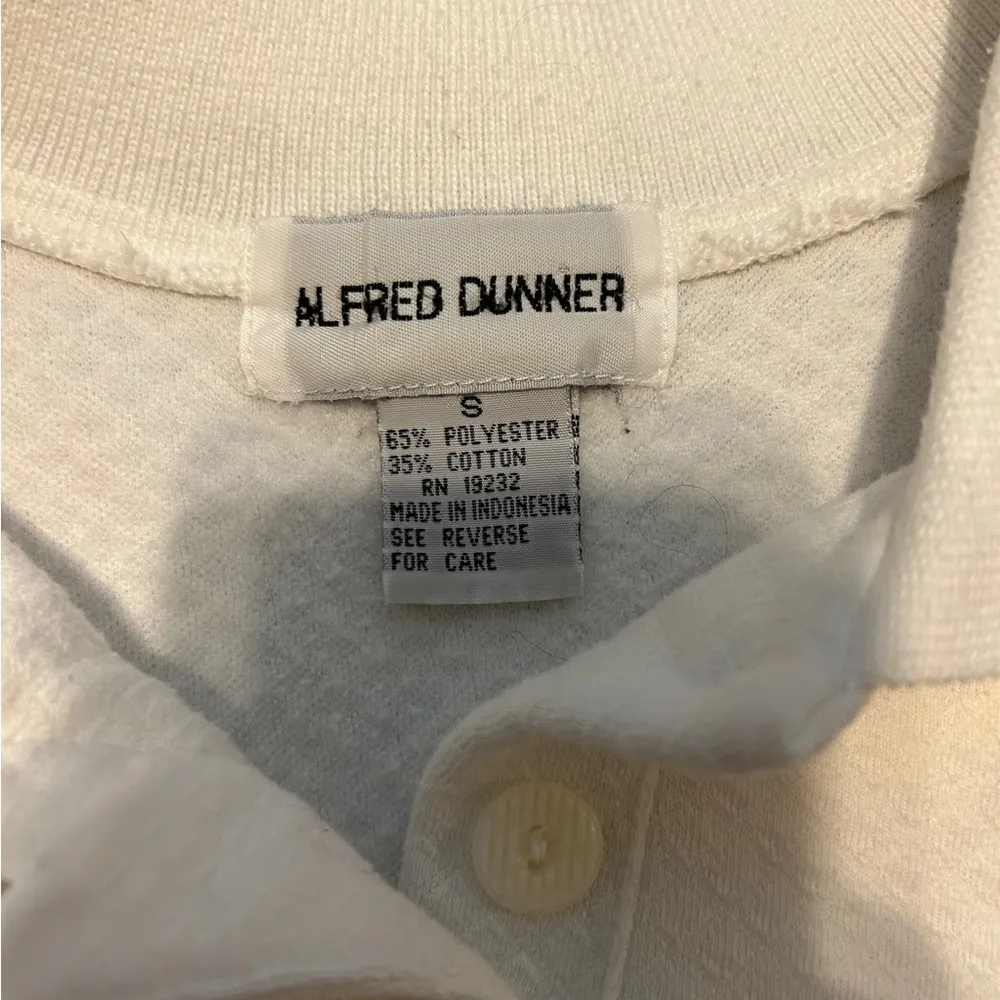 ALFRED DUNNER
S
65% POLYESTER
35% COTTON
RN 19232
MADE IN INDONESIA
SEE REVERSE
FOR CARE